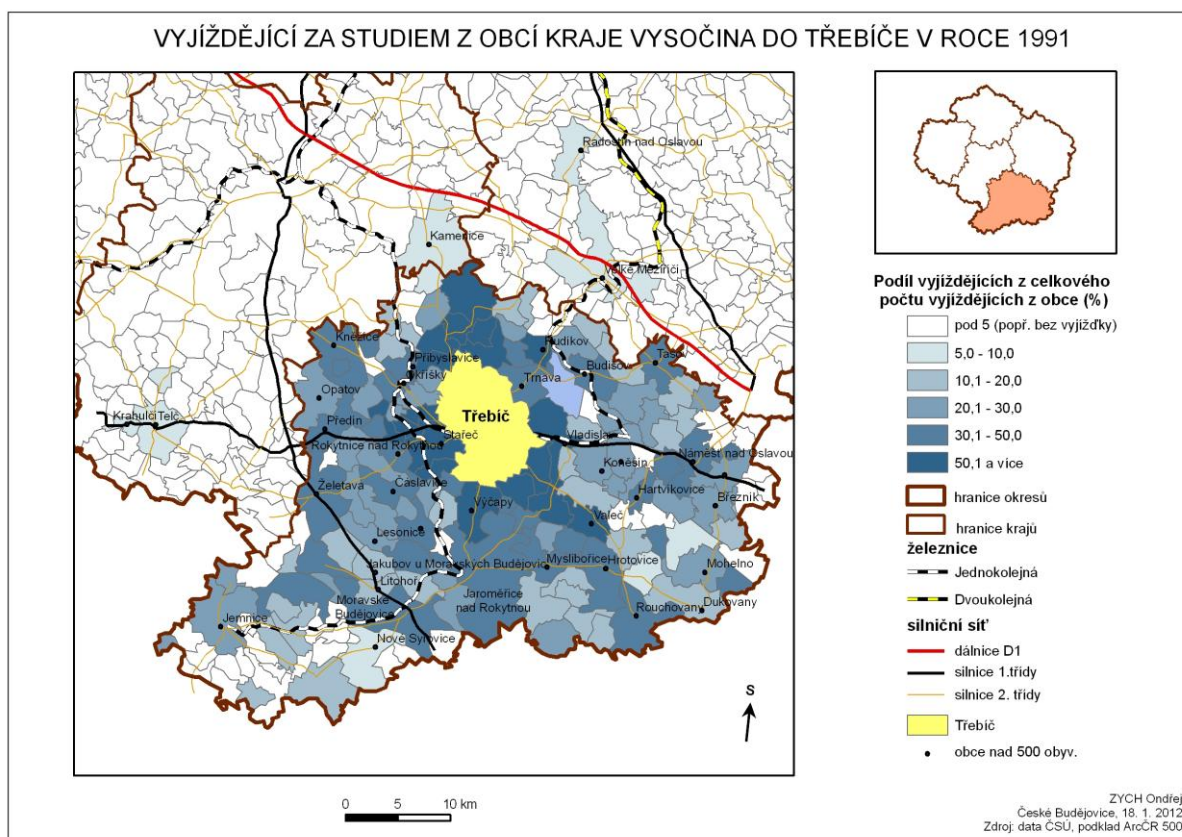 VYJÍŽDĚJÍCÍ ZA STUDIEM Z OBCÍ KRAJE VYSOČINA DO TŘEBÍČE V ROCE 1991
Radostín nad Oslavou
Kamenice
Velké Meziříčí
Kněžice
Rudíkov
Přibyslavice
Tasov
Budišov
Okříšky
Trnava
Opatov
Krahulčí
Telč
Třebíč
Předín
Stařeč
Vladislav
Rokytnice nad Rokytnou
Náměšť nad Oslavou
Koněšín
Želetava
Častavice
Hartvíkovice
Březník
Výčapy
Valeč
Lesonice
Jakubov u Moravských Budějovic
Myslibořice
Hrotovice
Mohelno
Litohoř
Jaroměřice
nad Rokytnou
Moravské
Budějovice
Rouchovany
Dukovany
Jemnice
Nové Syrovice
S
0 5 10 km
Podíl vyjíždějících z celkového
počtu vyjíždějících z obce (%)
pod 5 (popř. bez vyjížďky)
5,0 - 10,0
10,1 - 20,0
20,1 - 30,0
30,1 - 50,0
50,1 a více
hranice okresů
hranice krajů
železnice
Jednokolejná
Dvoukolejná
silniční síť
dálnice D1
silnice 1.třídy
silnice 2. třídy
Třebíč
obce nad 500 obyv.
ZYCH Ondřej
České Budějovice, 18. 1. 2012
Zdroj: data ČSÚ, podklad ArcČR 500